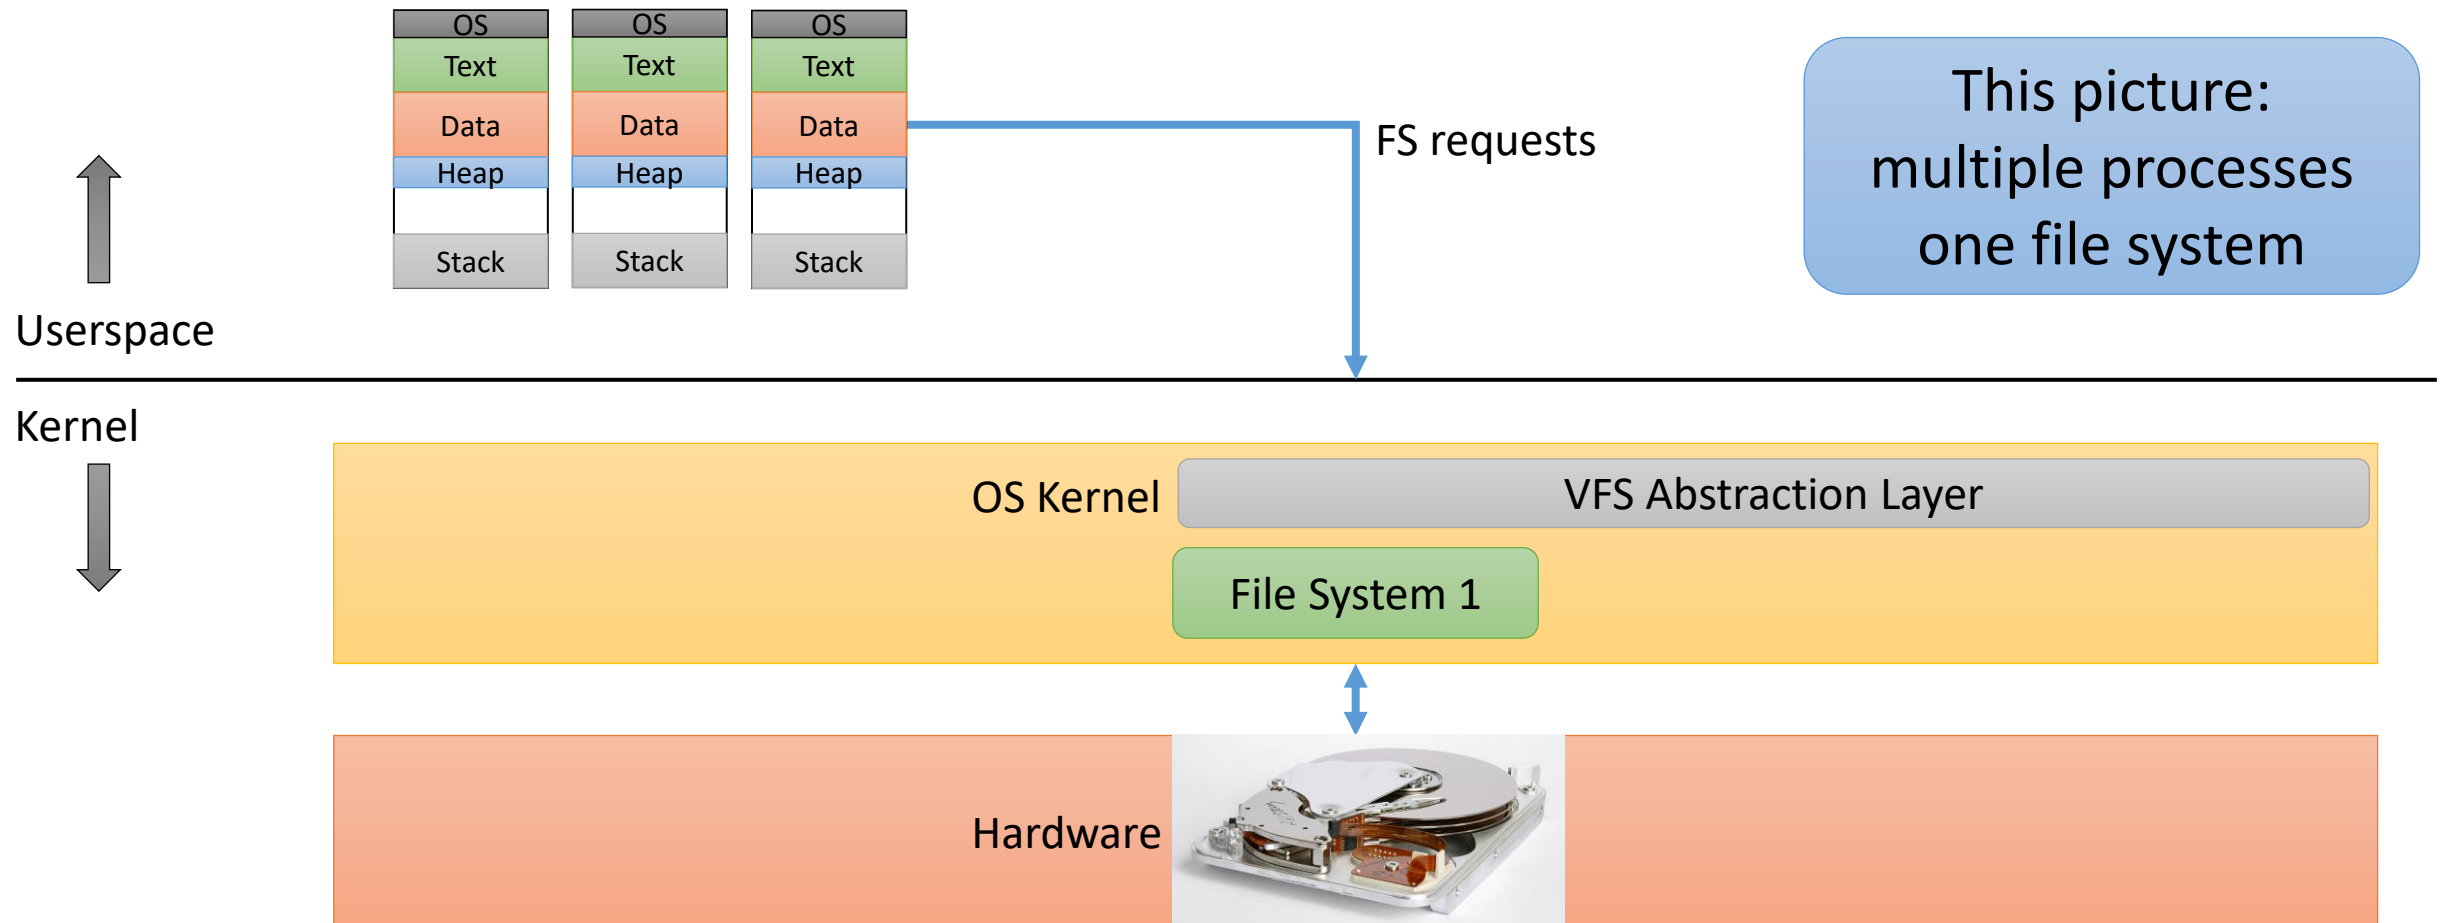 OS
Text
Data
Heap
Stack
OS
Text
Data
Heap
Stack
OS
Text
Data
Heap
Stack
FS requests
This picture:
multiple processes
one file system
Userspace
Kernel
OS Kernel
VFS Abstraction Layer
File System 1
Hardware